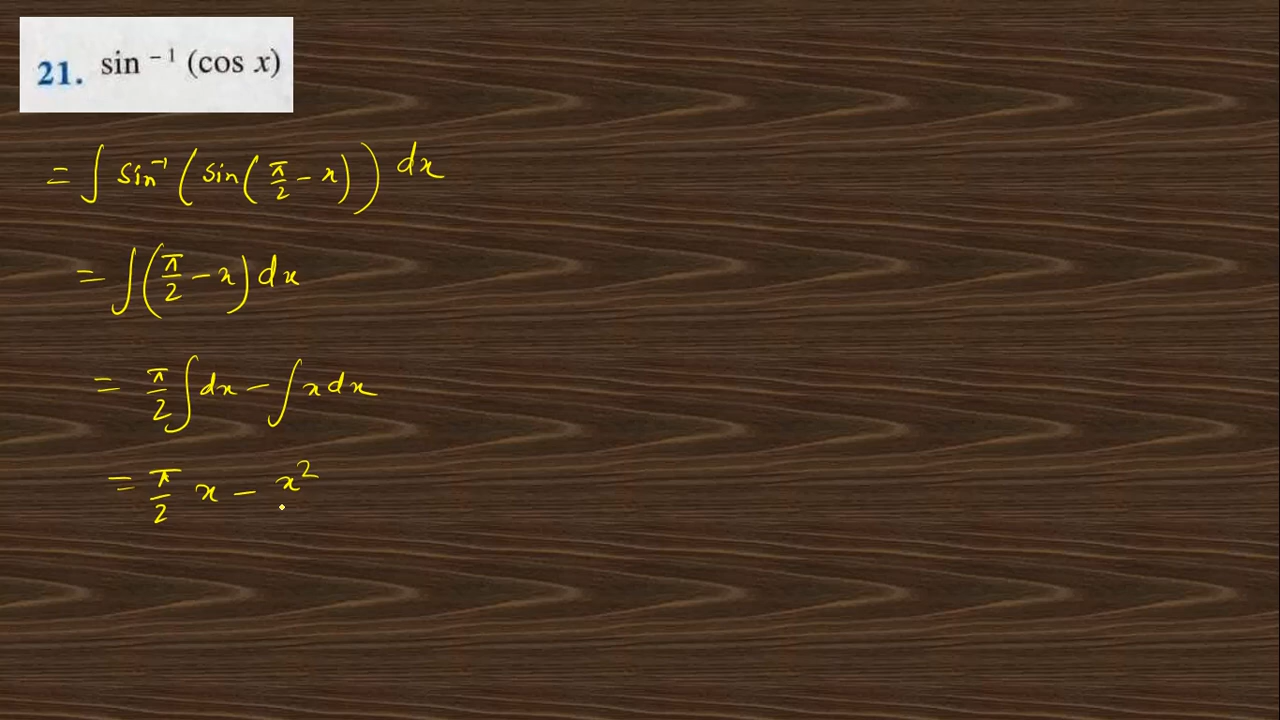 21. sin⁻¹ (cos x)
= ∫ sin⁻¹ (sin (π/2 − x)) dx
= ∫ (π/2 − x) dx
= π/2 ∫ dx − ∫ x dx
= π/2 x − x²